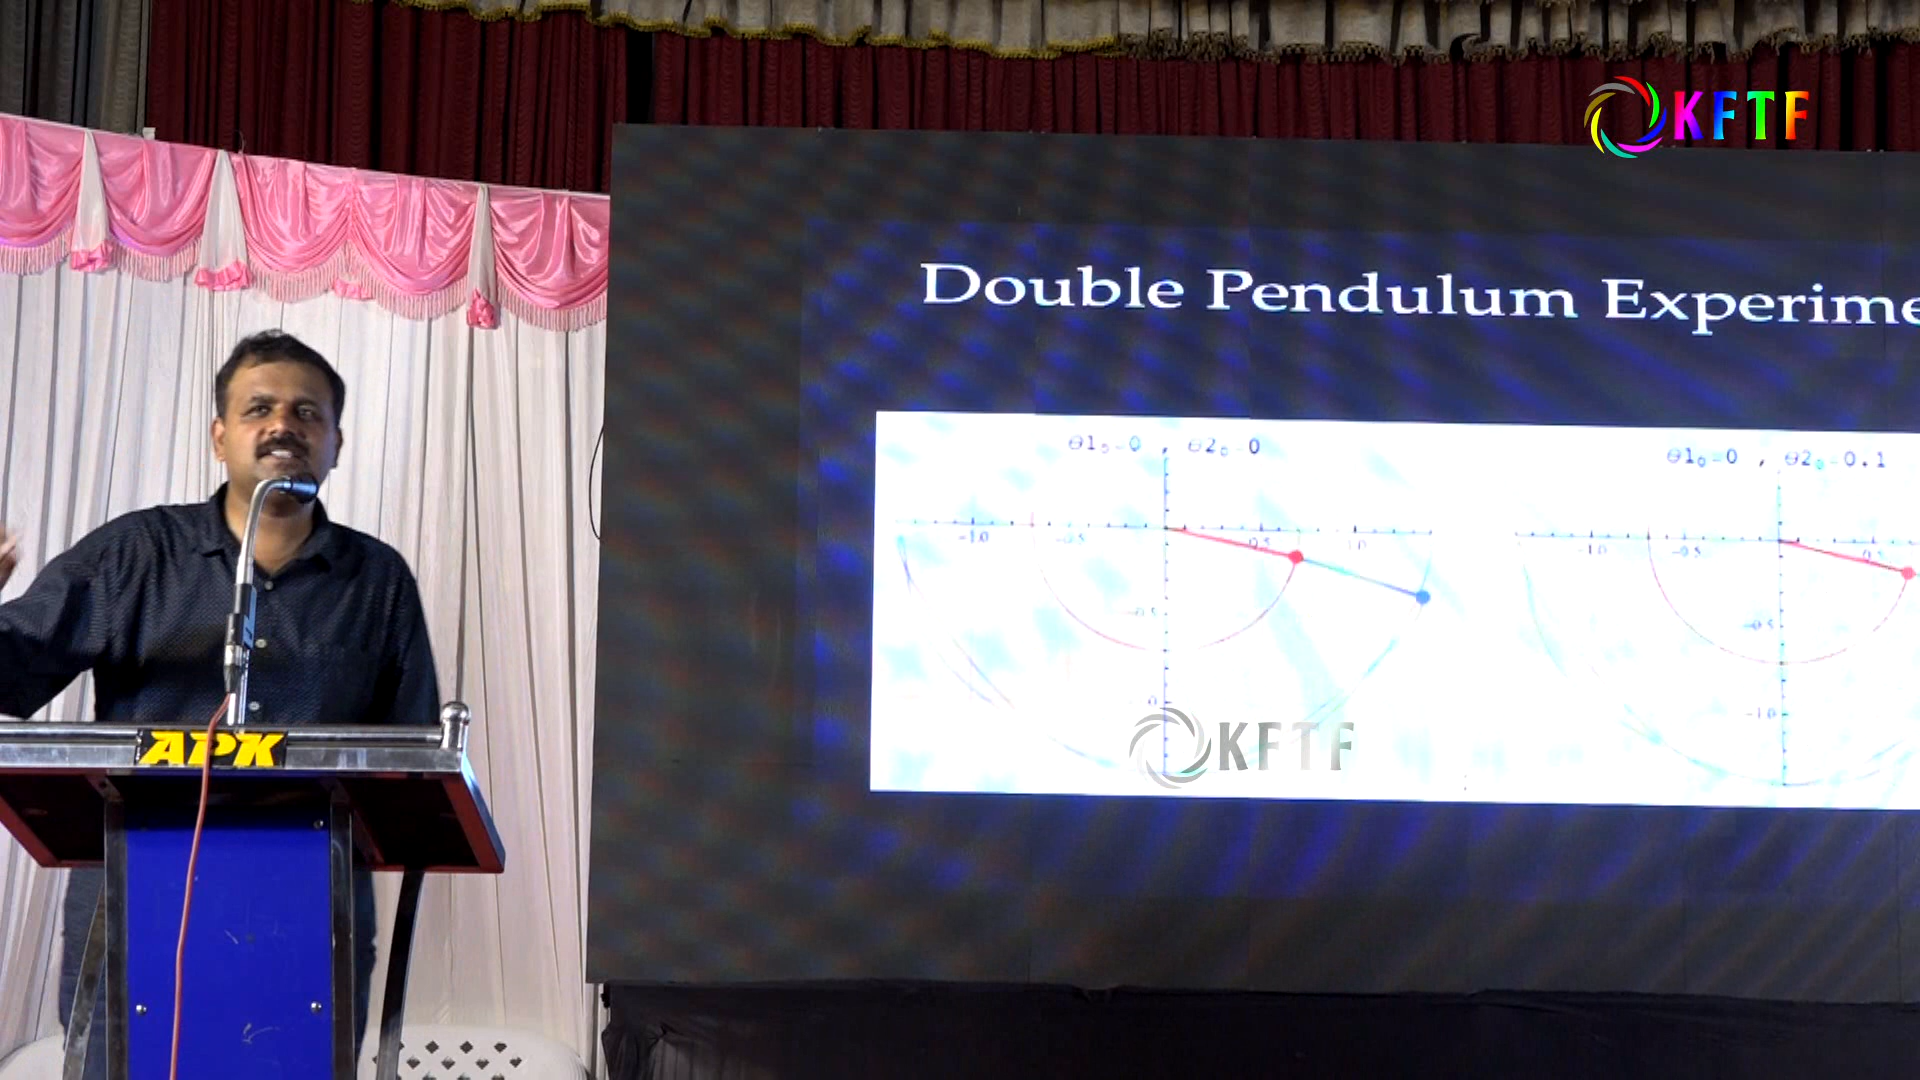 KFTF
Double Pendulum Experime
θ1₀=0 , θ2₀=0
θ1₀=0 , θ2₀=0.1
-1.0 -0.5 0.5 1.0
-1.0 -0.5 0.5
-0.5
-0.5
-1.0
KFTF
APK